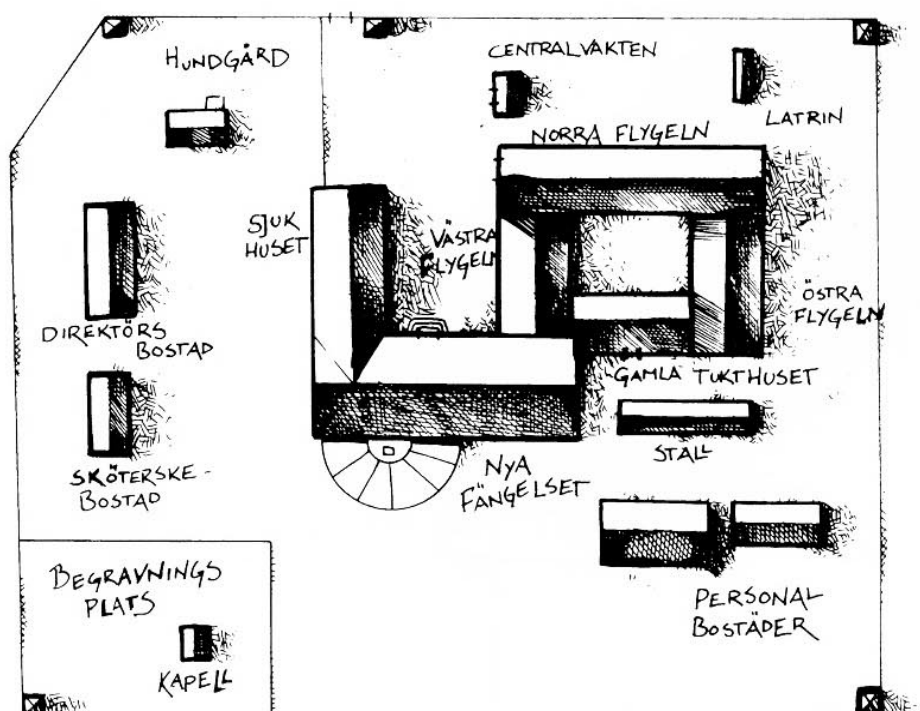 HUNDGÅRD
CENTRALVAKTEN
LATRIN
NORRA FLYGELN
SJUK
HUSET
VÄSTRA
FLYGELN
ÖSTRA
FLYGELN
DIREKTÖRS
BOSTAD
GAMLA TUKTHUSET
STALL
SKÖTERSKE-
BOSTAD
NYA
FÄNGELSET
BEGRAVNINGS
PLATS
PERSONAL
BOSTÄDER
KAPELL